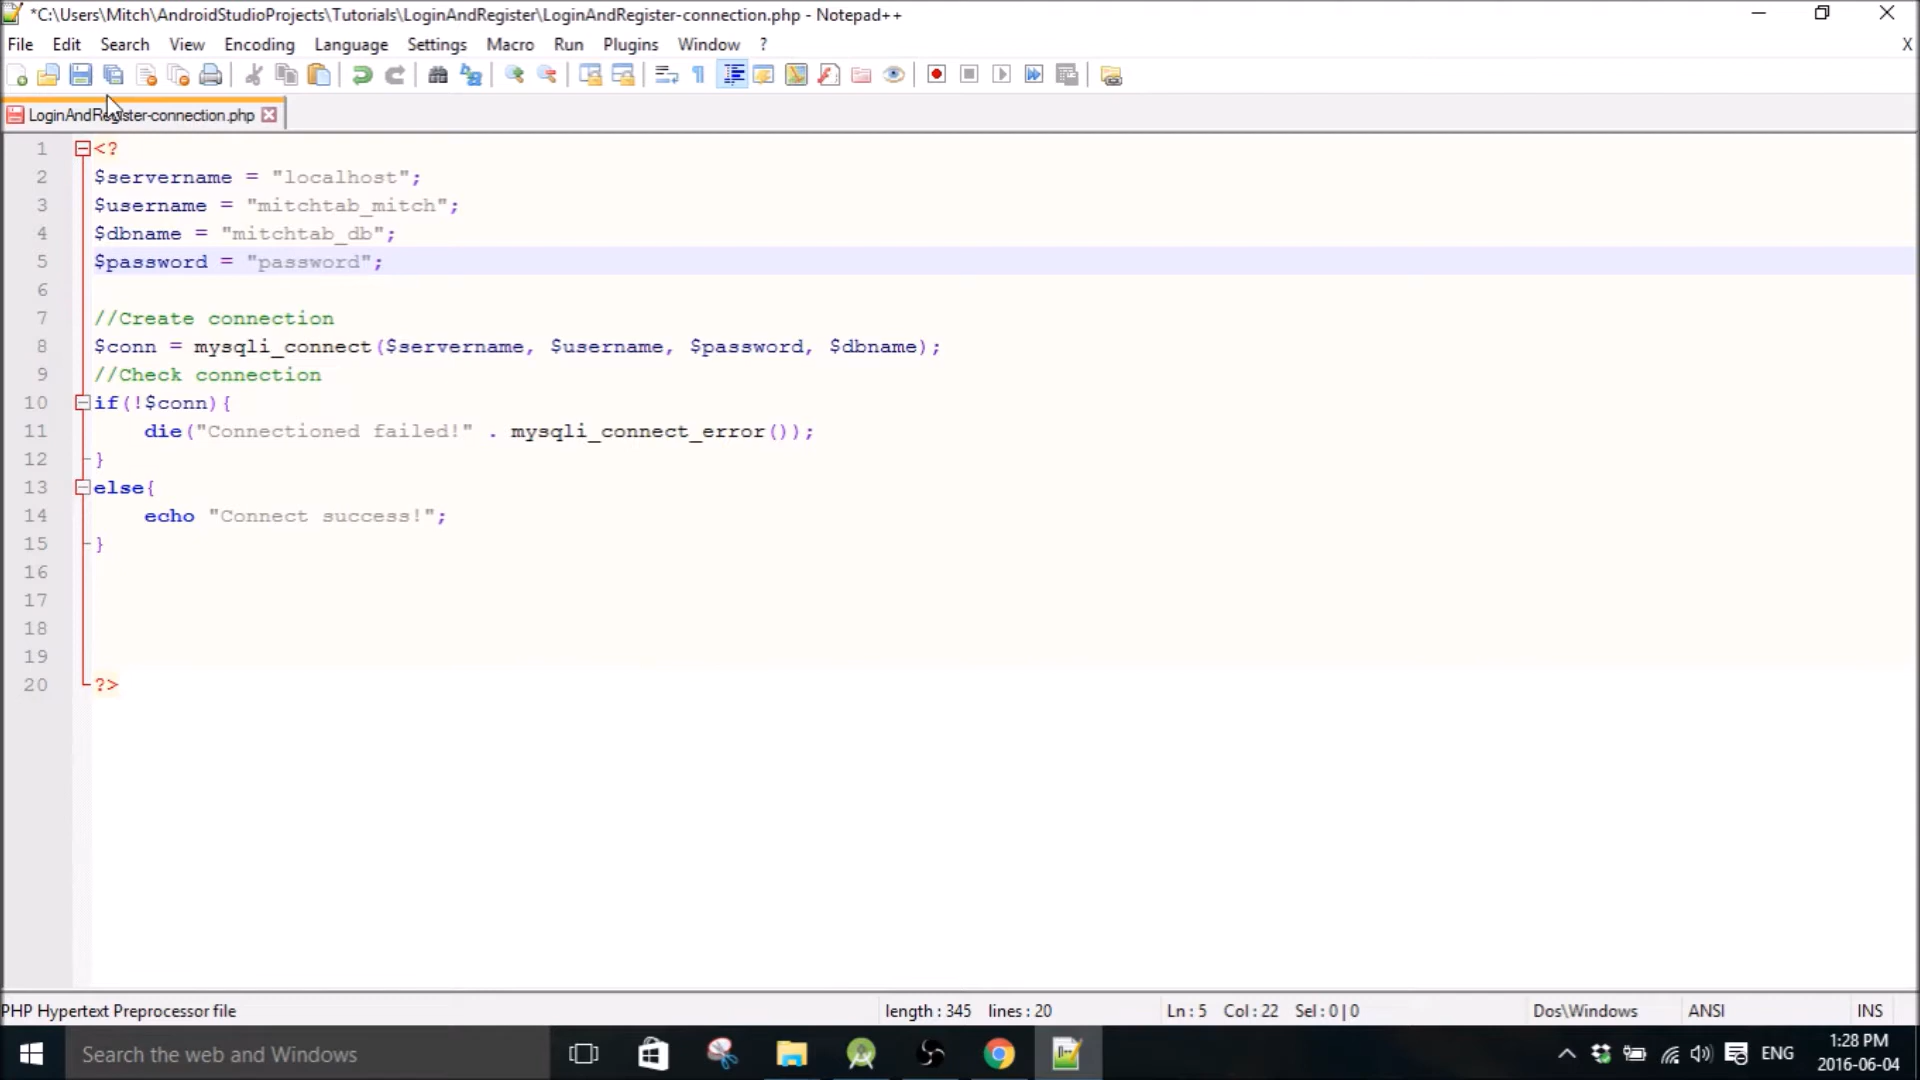 *C:\Users\Mitch\AndroidStudioProjects\Tutorials\LoginAndRegister\LoginAndRegister-connection.php - Notepad++
File Edit Search View Encoding Language Settings Macro Run Plugins Window ? X
LoginAndRegister-connection.php
1 <?
2 $servername = "localhost";
3 $username = "mitchtab_mitch";
4 $dbname = "mitchtab_db";
5 $password = "password";
6
7 //Create connection
8 $conn = mysqli_connect($servername, $username, $password, $dbname);
9 //Check connection
10 if(!$conn){
11 die("Connectioned failed!" . mysqli_connect_error());
12 }
13 else{
14 echo "Connect success!";
15 }
16
17
18
19
20 ?>
PHP Hypertext Preprocessor file length : 345 lines : 20 Ln : 5 Col : 22 Sel : 0 | 0 Dos\Windows ANSI INS
Search the web and Windows ENG 1:28 PM
2016-06-04